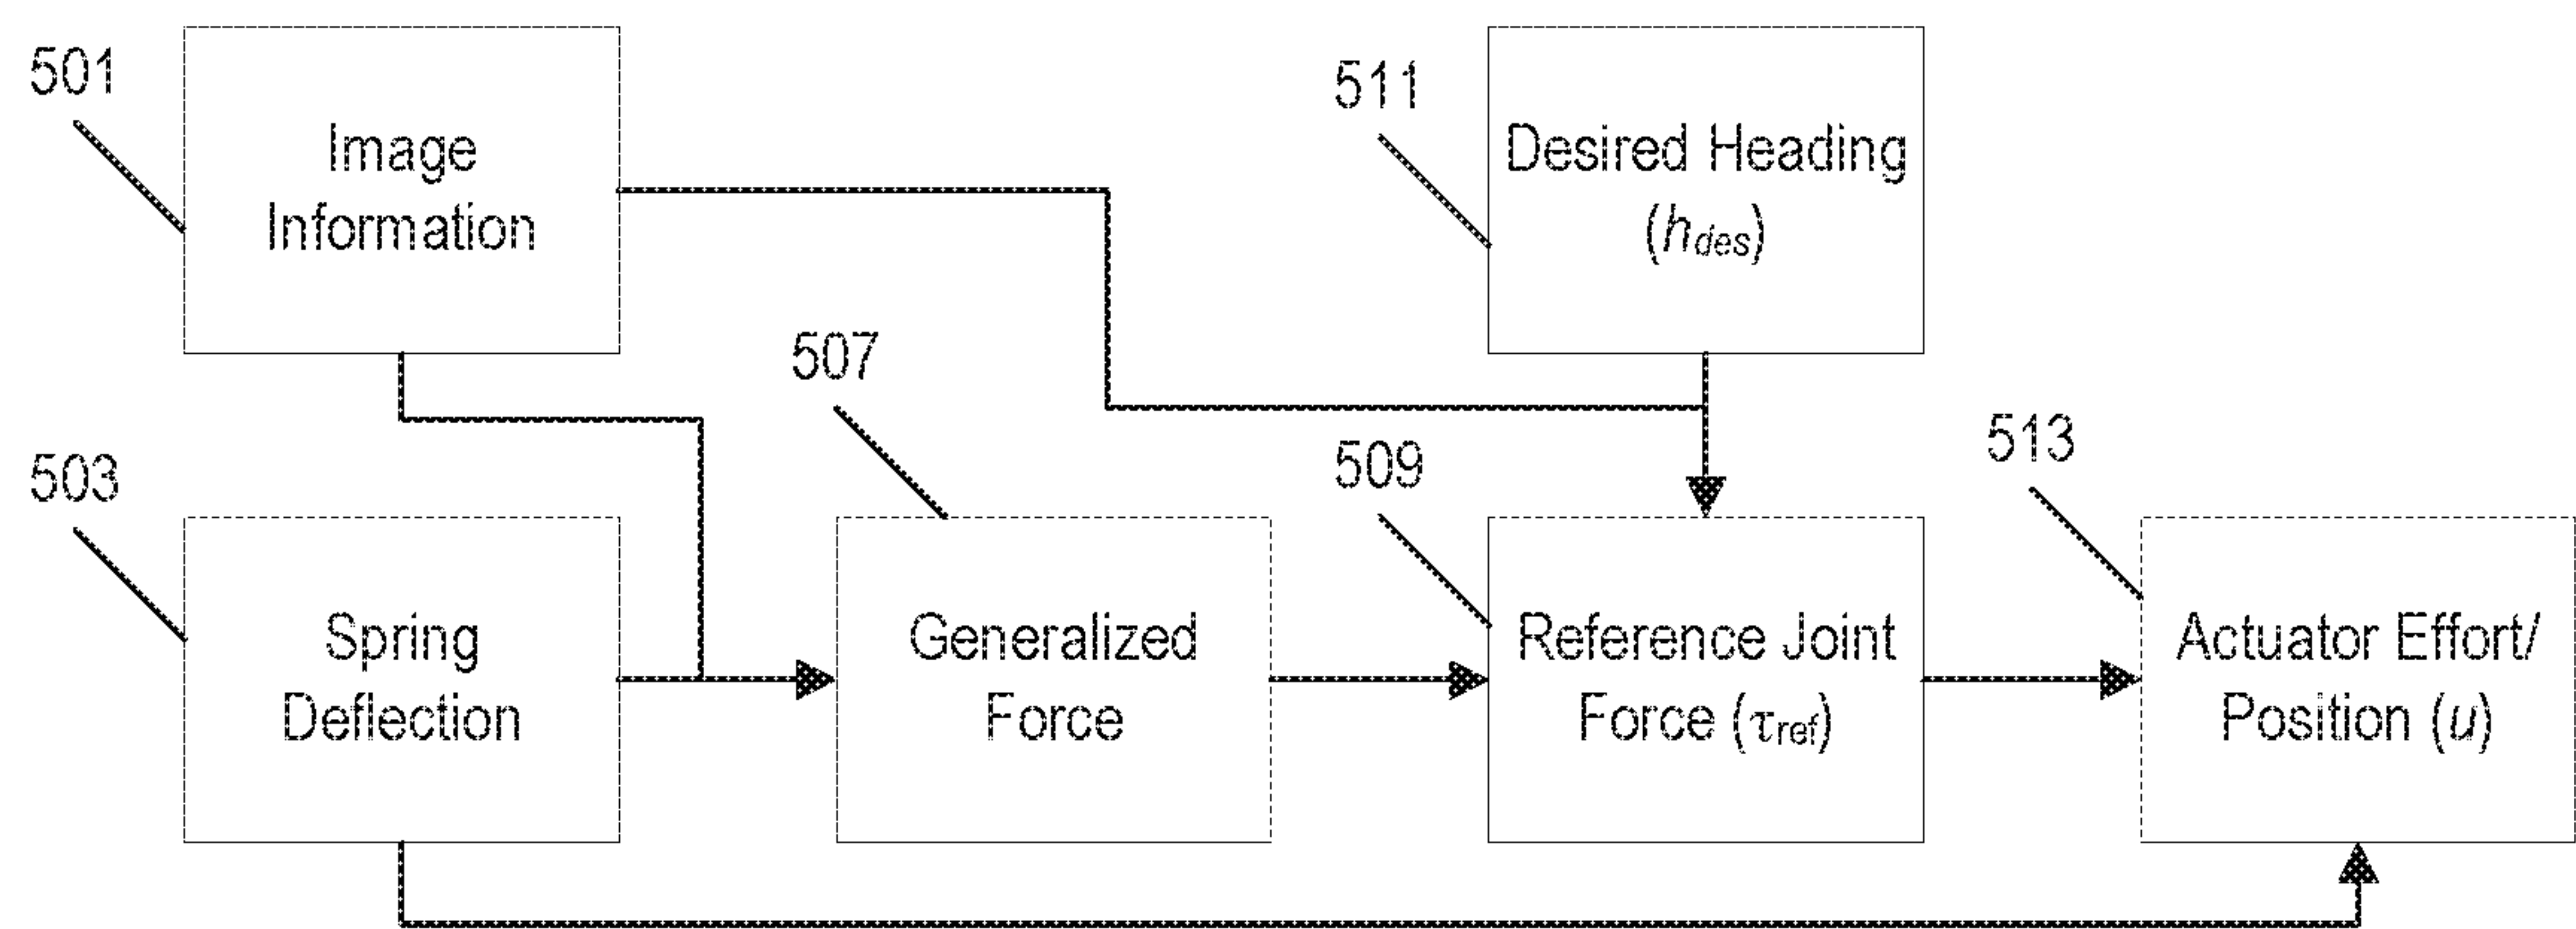 501
Image
Information
511
Desired Heading
(hdes)
503
Spring
Deflection
507
Generalized
Force
509
Reference Joint
Force (τref)
513
Actuator Effort/
Position (u)